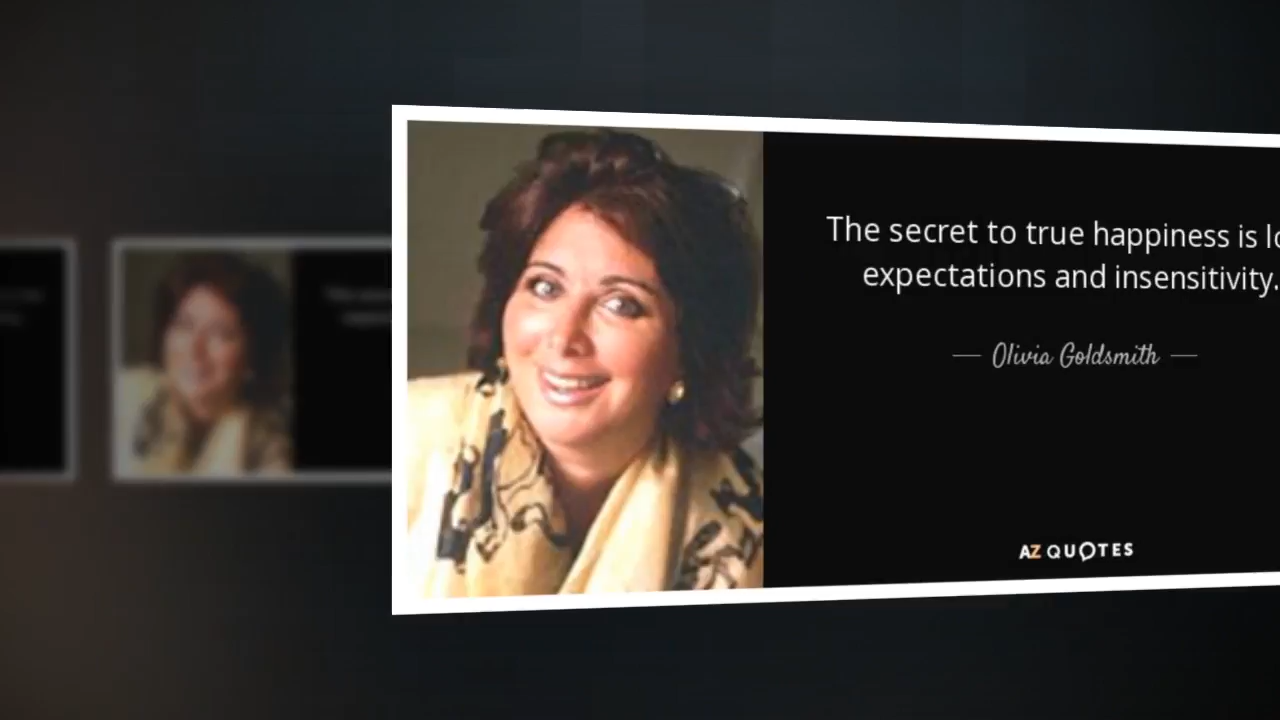 The secret to true happiness is
expectations and insensitivity.
— Olivia Goldsmith —
AZ QUOTES